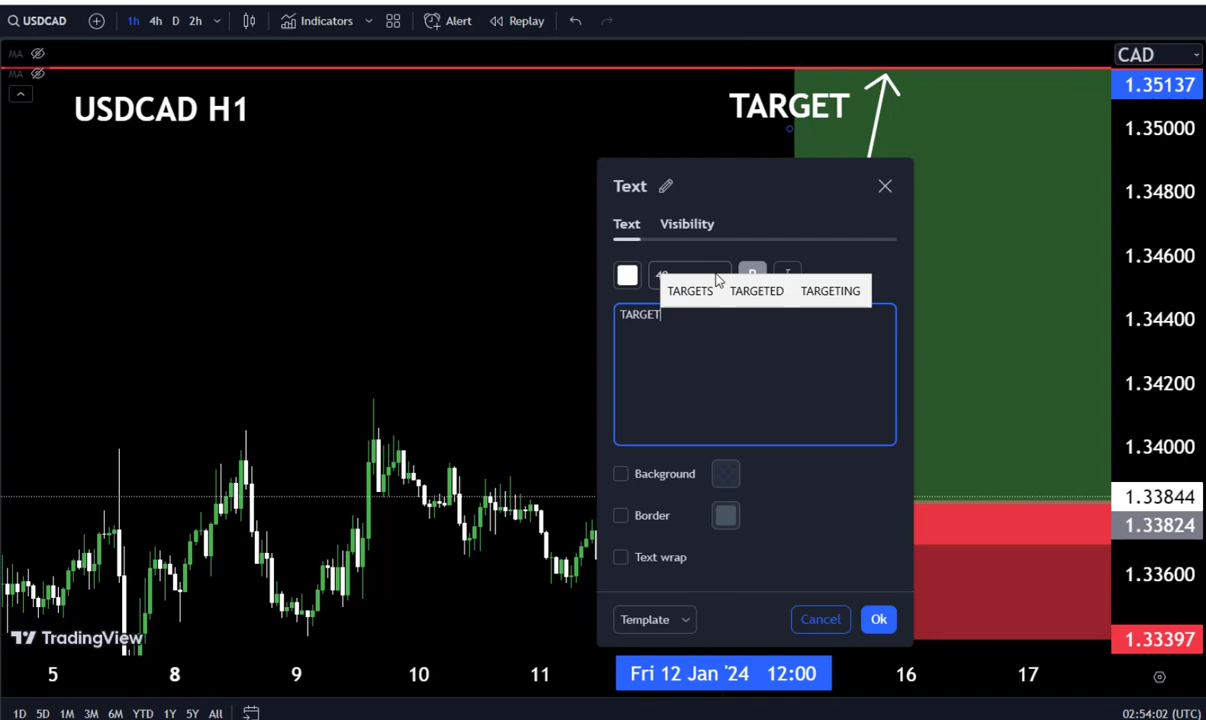 USDCAD 1h 4h D 2h Indicators Alert Replay
MA
MA
CAD
1.35137
USDCAD H1
TARGET
1.35000
Text
1.34800
Text Visibility
1.34600
TARGETS TARGETED TARGETING
TARGET
1.34400
1.34200
1.34000
Background
1.33844
Border
1.33824
Text wrap
1.33600
Template Cancel Ok
TradingView
1.33397
5 8 9 10 11 Fri 12 Jan '24 12:00 16 17
1D 5D 1M 3M 6M YTD 1Y 5Y All 02:54:02 (UTC)